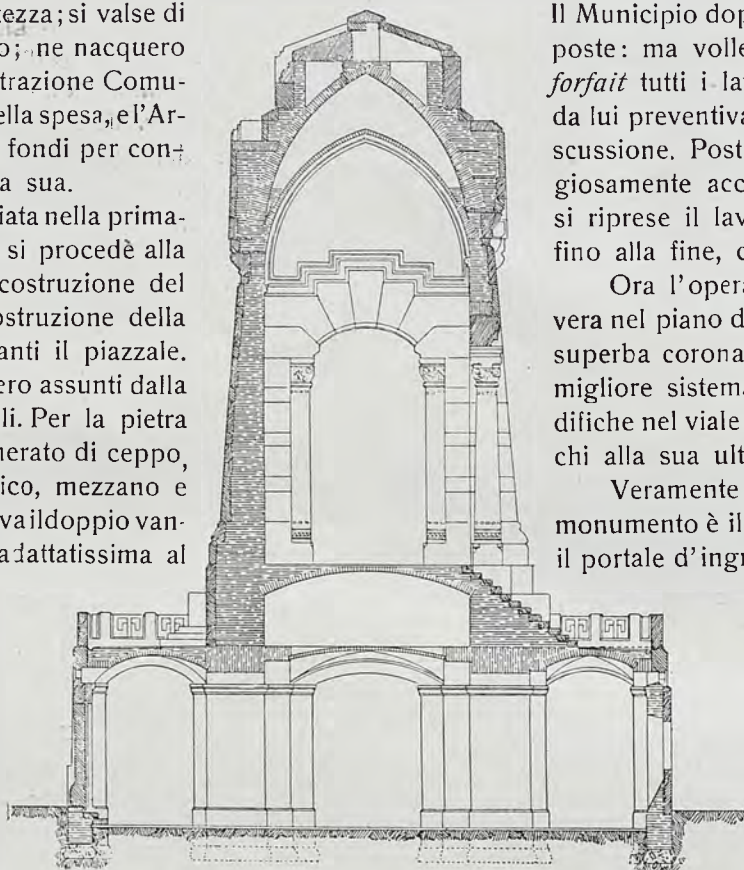 tezza; si valse di
o; ne nacquero
trazione Comu-
ella spesa, e l'Ar-
fondi per con-
a sua.
iata nella prima-
si procedè alla
costruzione del
ostruzione della
anti il piazzale.
ero assunti dalla
li. Per la pietra
nerato di ceppo,
ico, mezzano e
va il doppio van-
adattatissima al
Il Municipio dop
poste: ma volle
forfait tutti i la
da lui preventiva
scussione. Post
giosamente acc
si riprese il lav
fino alla fine, c
Ora l'opera
vera nel piano d
superba corona
migliore sistem
difiche nel viale
chi alla sua ult
Veramente
monumento è il
il portale d'ingr